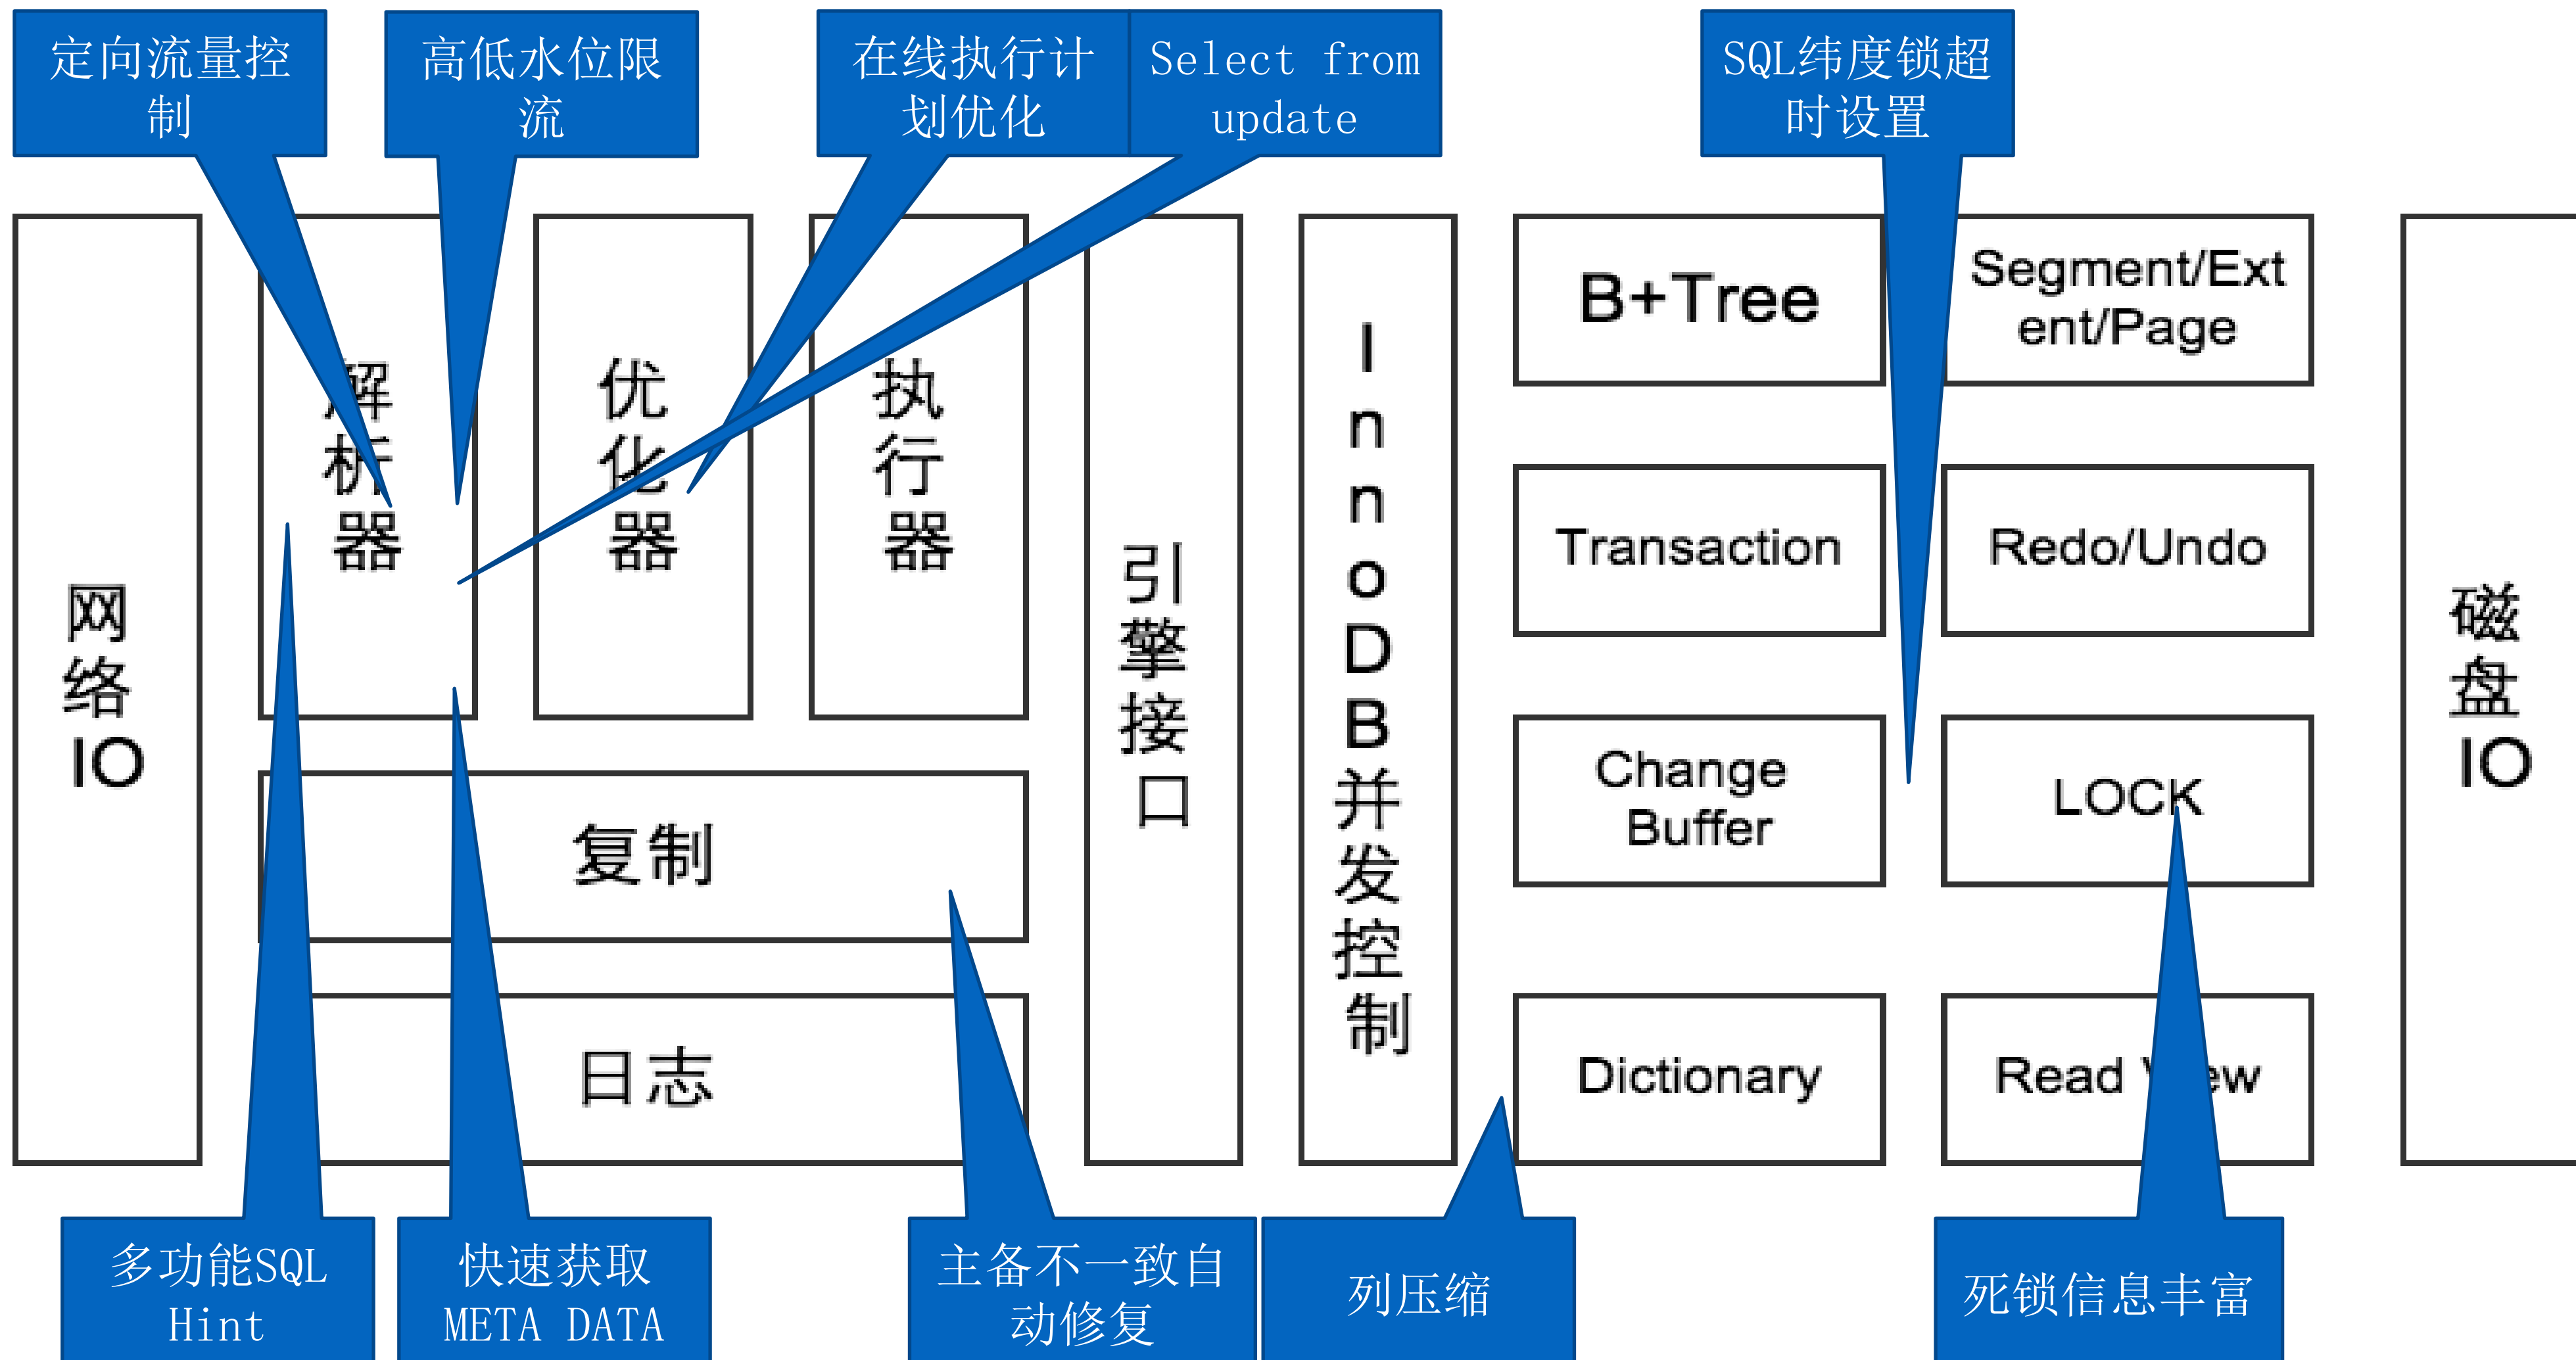 定向流量控
制
高低水位限
流
在线执行计
划优化
Select from
update
SQL纬度锁超
时设置
网
络
IO
解
析
器
优
化
器
执
行
器
复制
日志
引
擎
接
口
I
n
n
o
D
B
并
发
控
制
B+Tree
Segment/Ext
ent/Page
Transaction
Redo/Undo
Change
Buffer
LOCK
Dictionary
Read View
磁
盘
IO
多功能SQL
Hint
快速获取
META DATA
主备不一致自
动修复
列压缩
死锁信息丰富